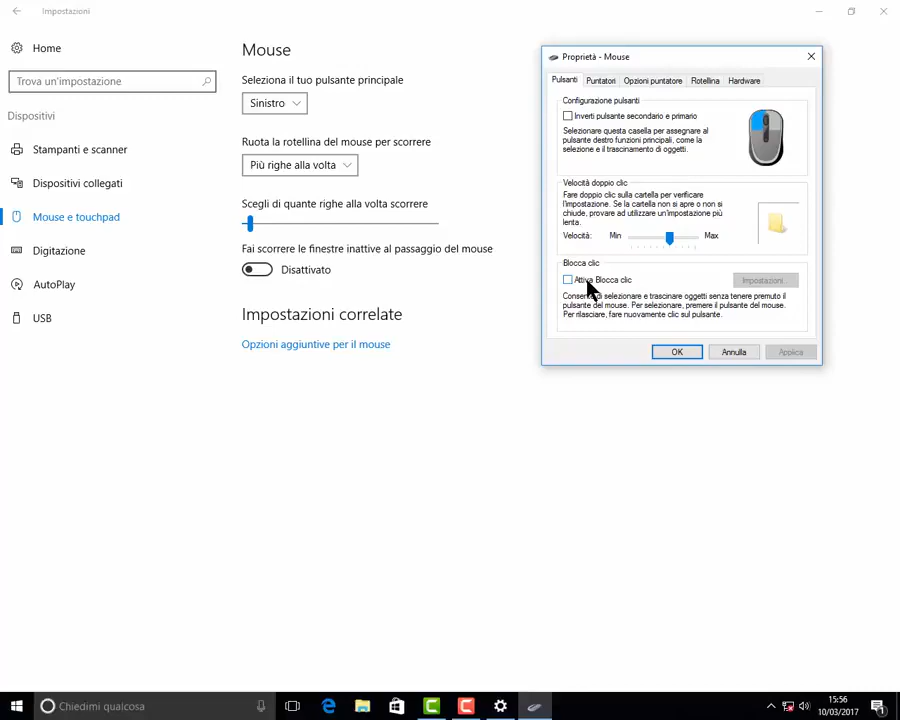 Impostazioni
Home
Trova un'impostazione
Dispositivi
Stampanti e scanner
Dispositivi collegati
Mouse e touchpad
Digitazione
AutoPlay
USB
Mouse
Seleziona il tuo pulsante principale
Sinistro
Ruota la rotellina del mouse per scorrere
Più righe alla volta
Scegli di quante righe alla volta scorrere
Fai scorrere le finestre inattive al passaggio del mouse
Disattivato
Impostazioni correlate
Opzioni aggiuntive per il mouse
Proprietà - Mouse
Pulsanti Puntatori Opzioni puntatore Rotellina Hardware
Configurazione pulsanti
Inverti pulsante secondario e primario
Selezionare questa casella per assegnare al
pulsante destro funzioni principali, come la
selezione e il trascinamento di oggetti.
Velocità doppio clic
Fare doppio clic sulla cartella per verificare
l'impostazione. Se la cartella non si apre o non si
chiude, provare ad utilizzare un'impostazione più
lenta.
Velocità: Min Max
Blocca clic
Attiva Blocca clic Impostazioni...
Consente di selezionare e trascinare oggetti senza tenere premuto il
pulsante del mouse. Per selezionare, premere il pulsante del mouse.
Per rilasciare, fare nuovamente clic sul pulsante.
OK Annulla Applica
Chiedimi qualcosa
15:56
10/03/2017
1